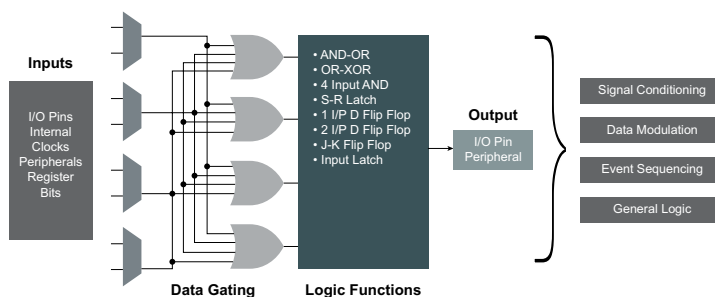 Inputs
I/O Pins
Internal
Clocks
Peripherals
Register
Bits
Data Gating
• AND-OR
• OR-XOR
• 4 Input AND
• S-R Latch
• 1 I/P D Flip Flop
• 2 I/P D Flip Flop
• J-K Flip Flop
• Input Latch
Logic Functions
Output
I/O Pin
Peripheral
Signal Conditioning
Data Modulation
Event Sequencing
General Logic